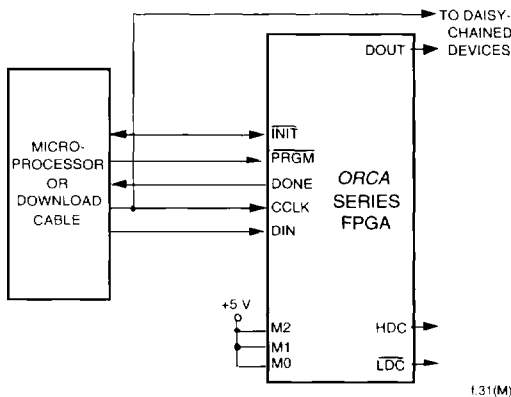 TO DAISY-
CHAINED
DEVICES
DOUT
MICRO-
PROCESSOR
OR
DOWNLOAD
CABLE
INIT
PRGM
DONE
CCLK
DIN
ORCA
SERIES
FPGA
+5 V
M2
M1
M0
HDC
LDC
f.31(M)